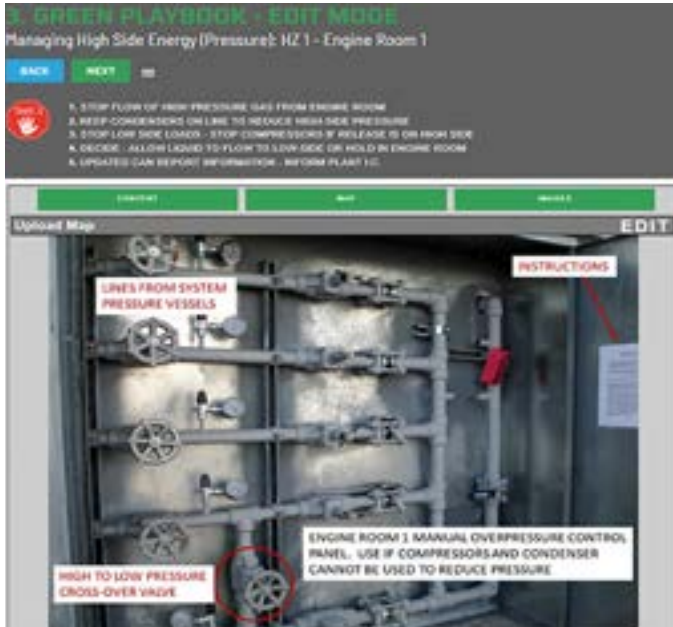 3. GREEN PLAYBOOK - EDIT MODE
Managing High Side Energy (Pressure): HZ 1 - Engine Room 1
BACK
NEXT
1. STOP FLOW OF HIGH PRESSURE GAS FROM ENGINE ROOM
2. KEEP CONDENSERS ON LINE TO REDUCE HIGH SIDE PRESSURE
3. STOP LOW SIDE LOADS - STOP COMPRESSORS IF RELEASE IS ON HIGH SIDE
4. DECIDE - ALLOW LIQUID TO FLOW TO LOW SIDE OR HOLD IN ENGINE ROOM
5. UPDATED CAN REPORT INFORMATION - INFORM PLANT I.C.
CONTENT
MAP
IMAGES
Upload Map
EDIT
INSTRUCTIONS
LINES FROM SYSTEM
PRESSURE VESSELS
ENGINE ROOM 1 MANUAL OVERPRESSURE CONTROL
PANEL. USE IF COMPRESSORS AND CONDENSER
CANNOT BE USED TO REDUCE PRESSURE
HIGH TO LOW PRESSURE
CROSS-OVER VALVE